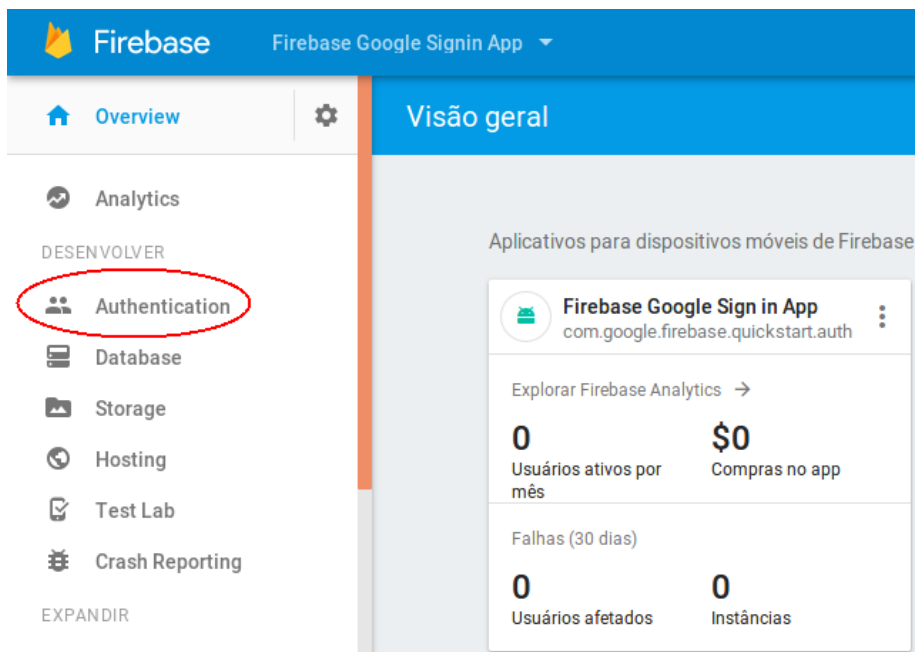 Firebase
Firebase Google Signin App
Overview
Visão geral
Analytics
DESENVOLVER
Authentication
Database
Storage
Hosting
Test Lab
Crash Reporting
EXPANDIR
Aplicativos para dispositivos móveis de Firebase
Firebase Google Sign in App
com.google.firebase.quickstart.auth
Explorar Firebase Analytics →
0 $0
Usuários ativos por Compras no app
mês
Falhas (30 dias)
0 0
Usuários afetados Instâncias